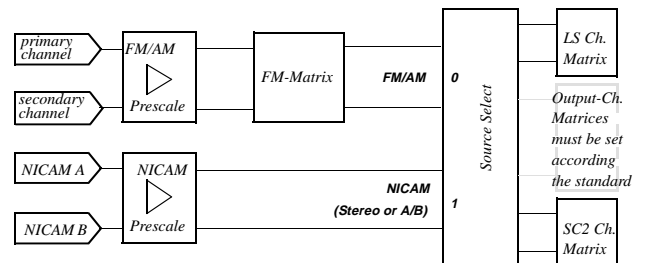 primary
channel
secondary
channel
FM/AM
Prescale
FM-Matrix
FM/AM
0
NICAM A
NICAM B
NICAM
Prescale
NICAM
(Stereo or A/B)
1
Source Select
LS Ch.
Matrix
Output-Ch.
Matrices
must be set
according
the standard
SC2 Ch.
Matrix